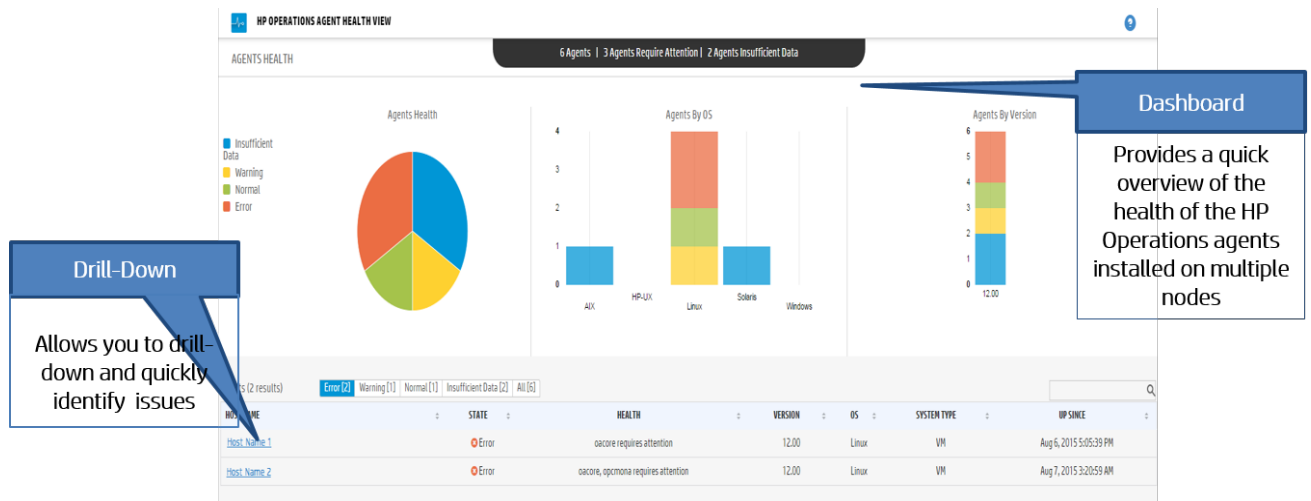 HP OPERATIONS AGENT HEALTH VIEW
AGENTS HEALTH
6 Agents | 3 Agents Require Attention | 2 Agents Insufficient Data
Agents Health
Insufficient
Data
Warning
Normal
Error
Agents By OS
4
3
2
1
0
AIX
HP-UX
Linux
Solaris
Windows
Agents By Version
6
5
4
3
2
1
0
12.00
Dashboard
Provides a quick
overview of the
health of the HP
Operations agents
installed on multiple
nodes
Drill-Down
Allows you to drill-
down and quickly
identify issues
(2 results)
Error [2] Warning [1] Normal [1] Insufficient Data [2] All [6]
STATE HEALTH VERSION OS SYSTEM TYPE UP SINCE
Host Name 1 Error oacore requires attention 12.00 Linux VM Aug 6, 2015 5:05:39 PM
Host Name 2 Error oacore, opcmona requires attention 12.00 Linux VM Aug 7, 2015 3:20:59 AM